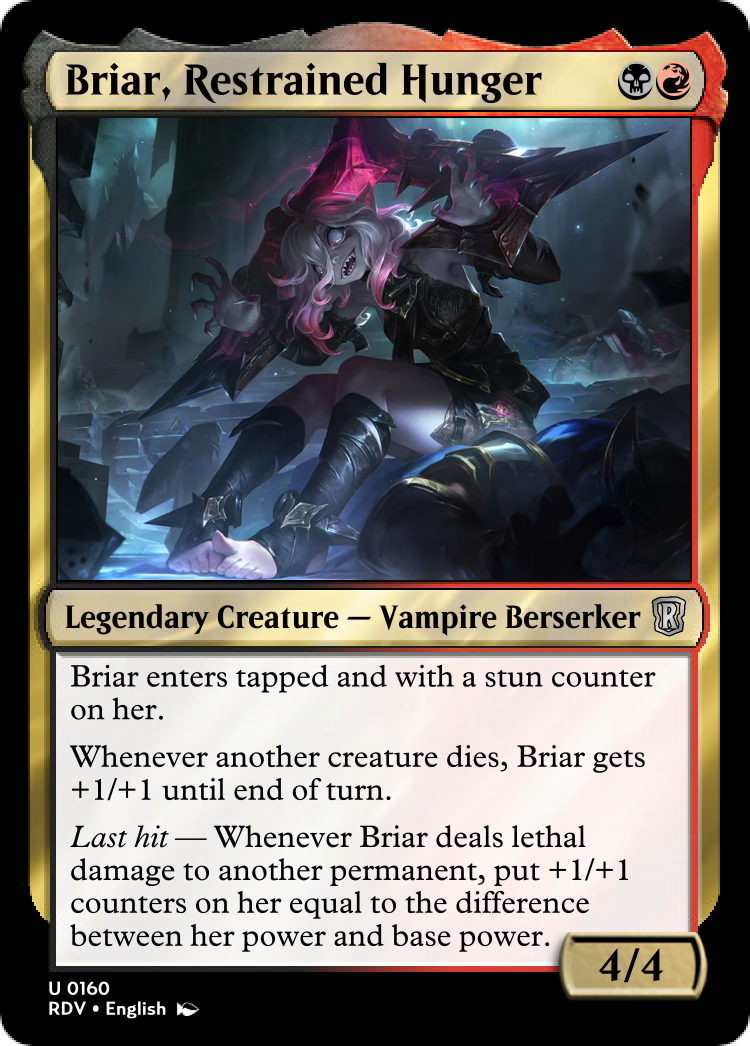 Briar, Restrained Hunger
Legendary Creature — Vampire Berserker
R
Briar enters tapped and with a stun counter
on her.
Whenever another creature dies, Briar gets
+1/+1 until end of turn.
Last hit — Whenever Briar deals lethal
damage to another permanent, put +1/+1
counters on her equal to the difference
between her power and base power.
4/4
U 0160
RDV • English